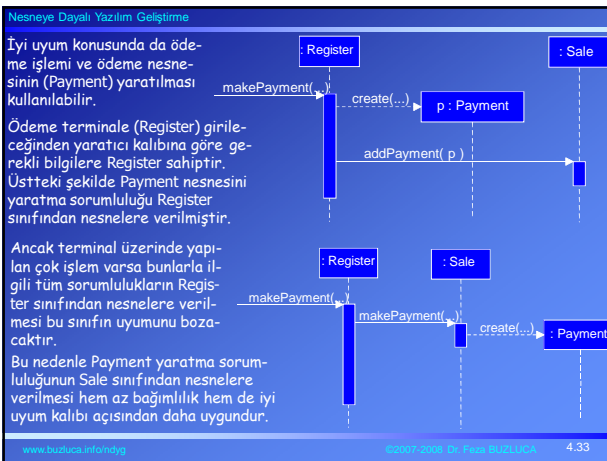 Nesneye Dayalı Yazılım Geliştirme
İyi uyum konusunda da öde-
me işlemi ve ödeme nesne-
sinin (Payment) yaratılması
kullanılabilir.
Ödeme terminale (Register) girile-
ceğinden yaratıcı kalıbına göre ge-
rekli bilgilere Register sahiptir.
Üstteki şekilde Payment nesnesini
yaratma sorumluluğu Register
sınıfından nesnelere verilmiştir.
: Register
: Sale
makePayment(...)
create(...)
p : Payment
addPayment( p )
Ancak terminal üzerinde yapı-
lan çok işlem varsa bunlarla il-
gili tüm sorumlulukların Regis-
ter sınıfından nesnelere veril-
mesi bu sınıfın uyumunu boza-
caktır.
Bu nedenle Payment yaratma sorum-
luluğunun Sale sınıfından nesnelere
verilmesi hem az bağımlılık hem de iyi
uyum kalıbı açısından daha uygundur.
: Register
: Sale
makePayment(...)
makePayment(...)
create(...)
: Payment
www.buzluca.info/ndyg
©2007-2008 Dr. Feza BUZLUCA
4.33